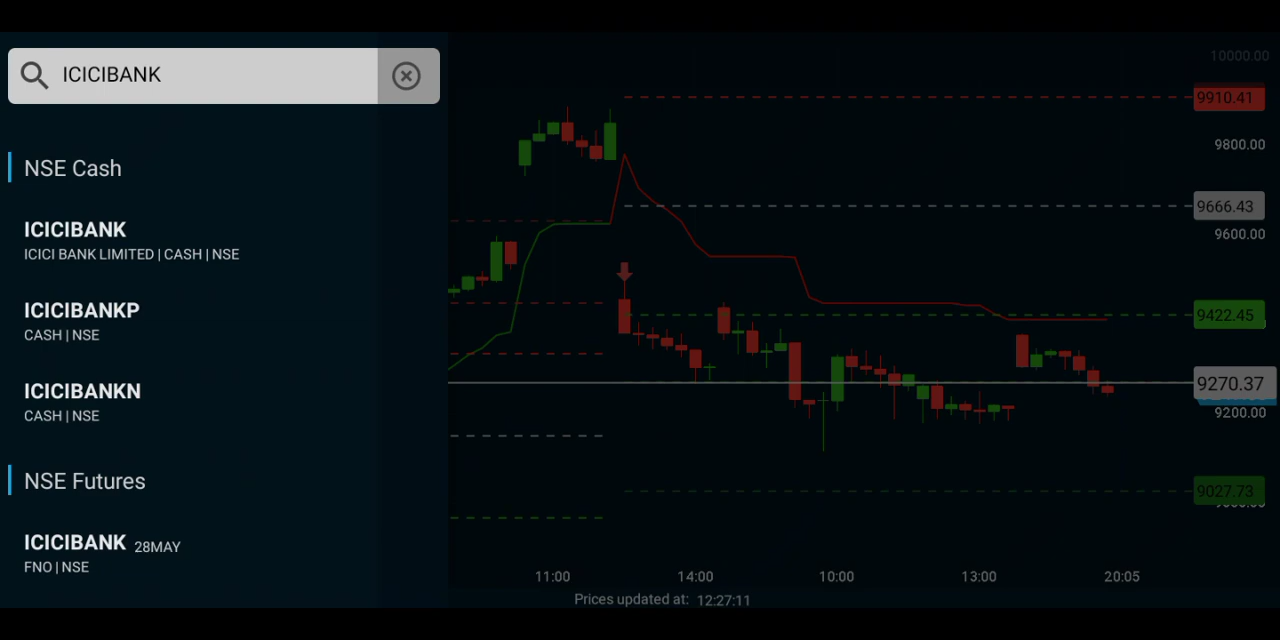 ICICIBANK
NSE Cash
ICICIBANK
ICICI BANK LIMITED | CASH | NSE
ICICIBANKP
CASH | NSE
ICICIBANKN
CASH | NSE
NSE Futures
ICICIBANK 28MAY
FNO | NSE
10000.00
9910.41
9800.00
9666.43
9600.00
9422.45
9270.37
9200.00
9027.73
11:00 14:00 10:00 13:00 20:05
Prices updated at: 12:27:11